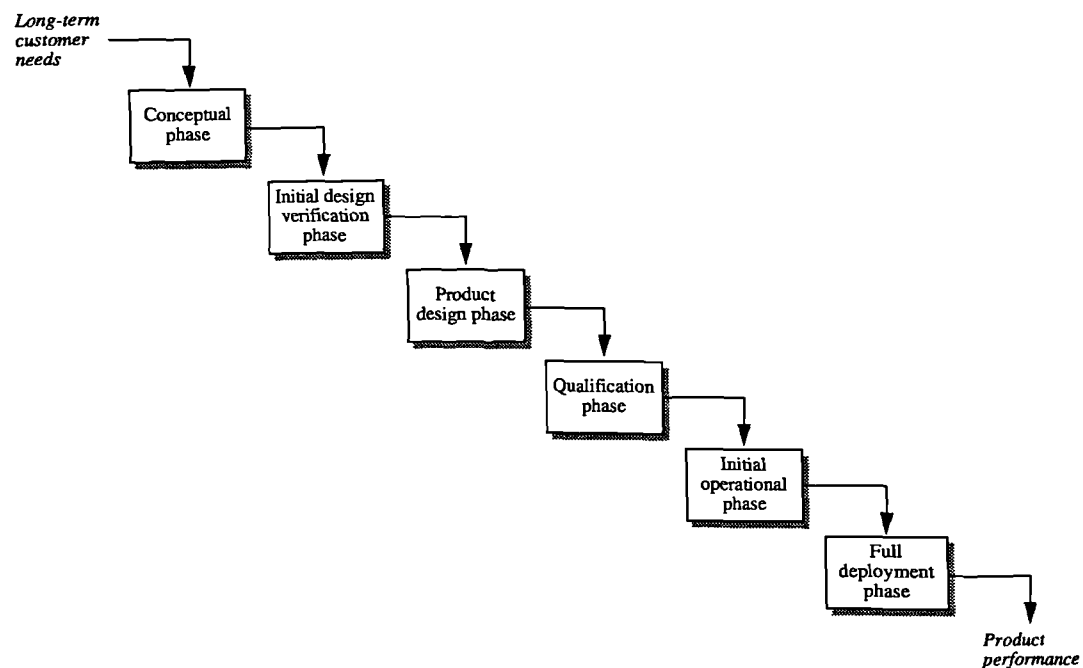 Long-term
customer
needs
Conceptual
phase
Initial design
verification
phase
Product
design phase
Qualification
phase
Initial
operational
phase
Full
deployment
phase
Product
performance